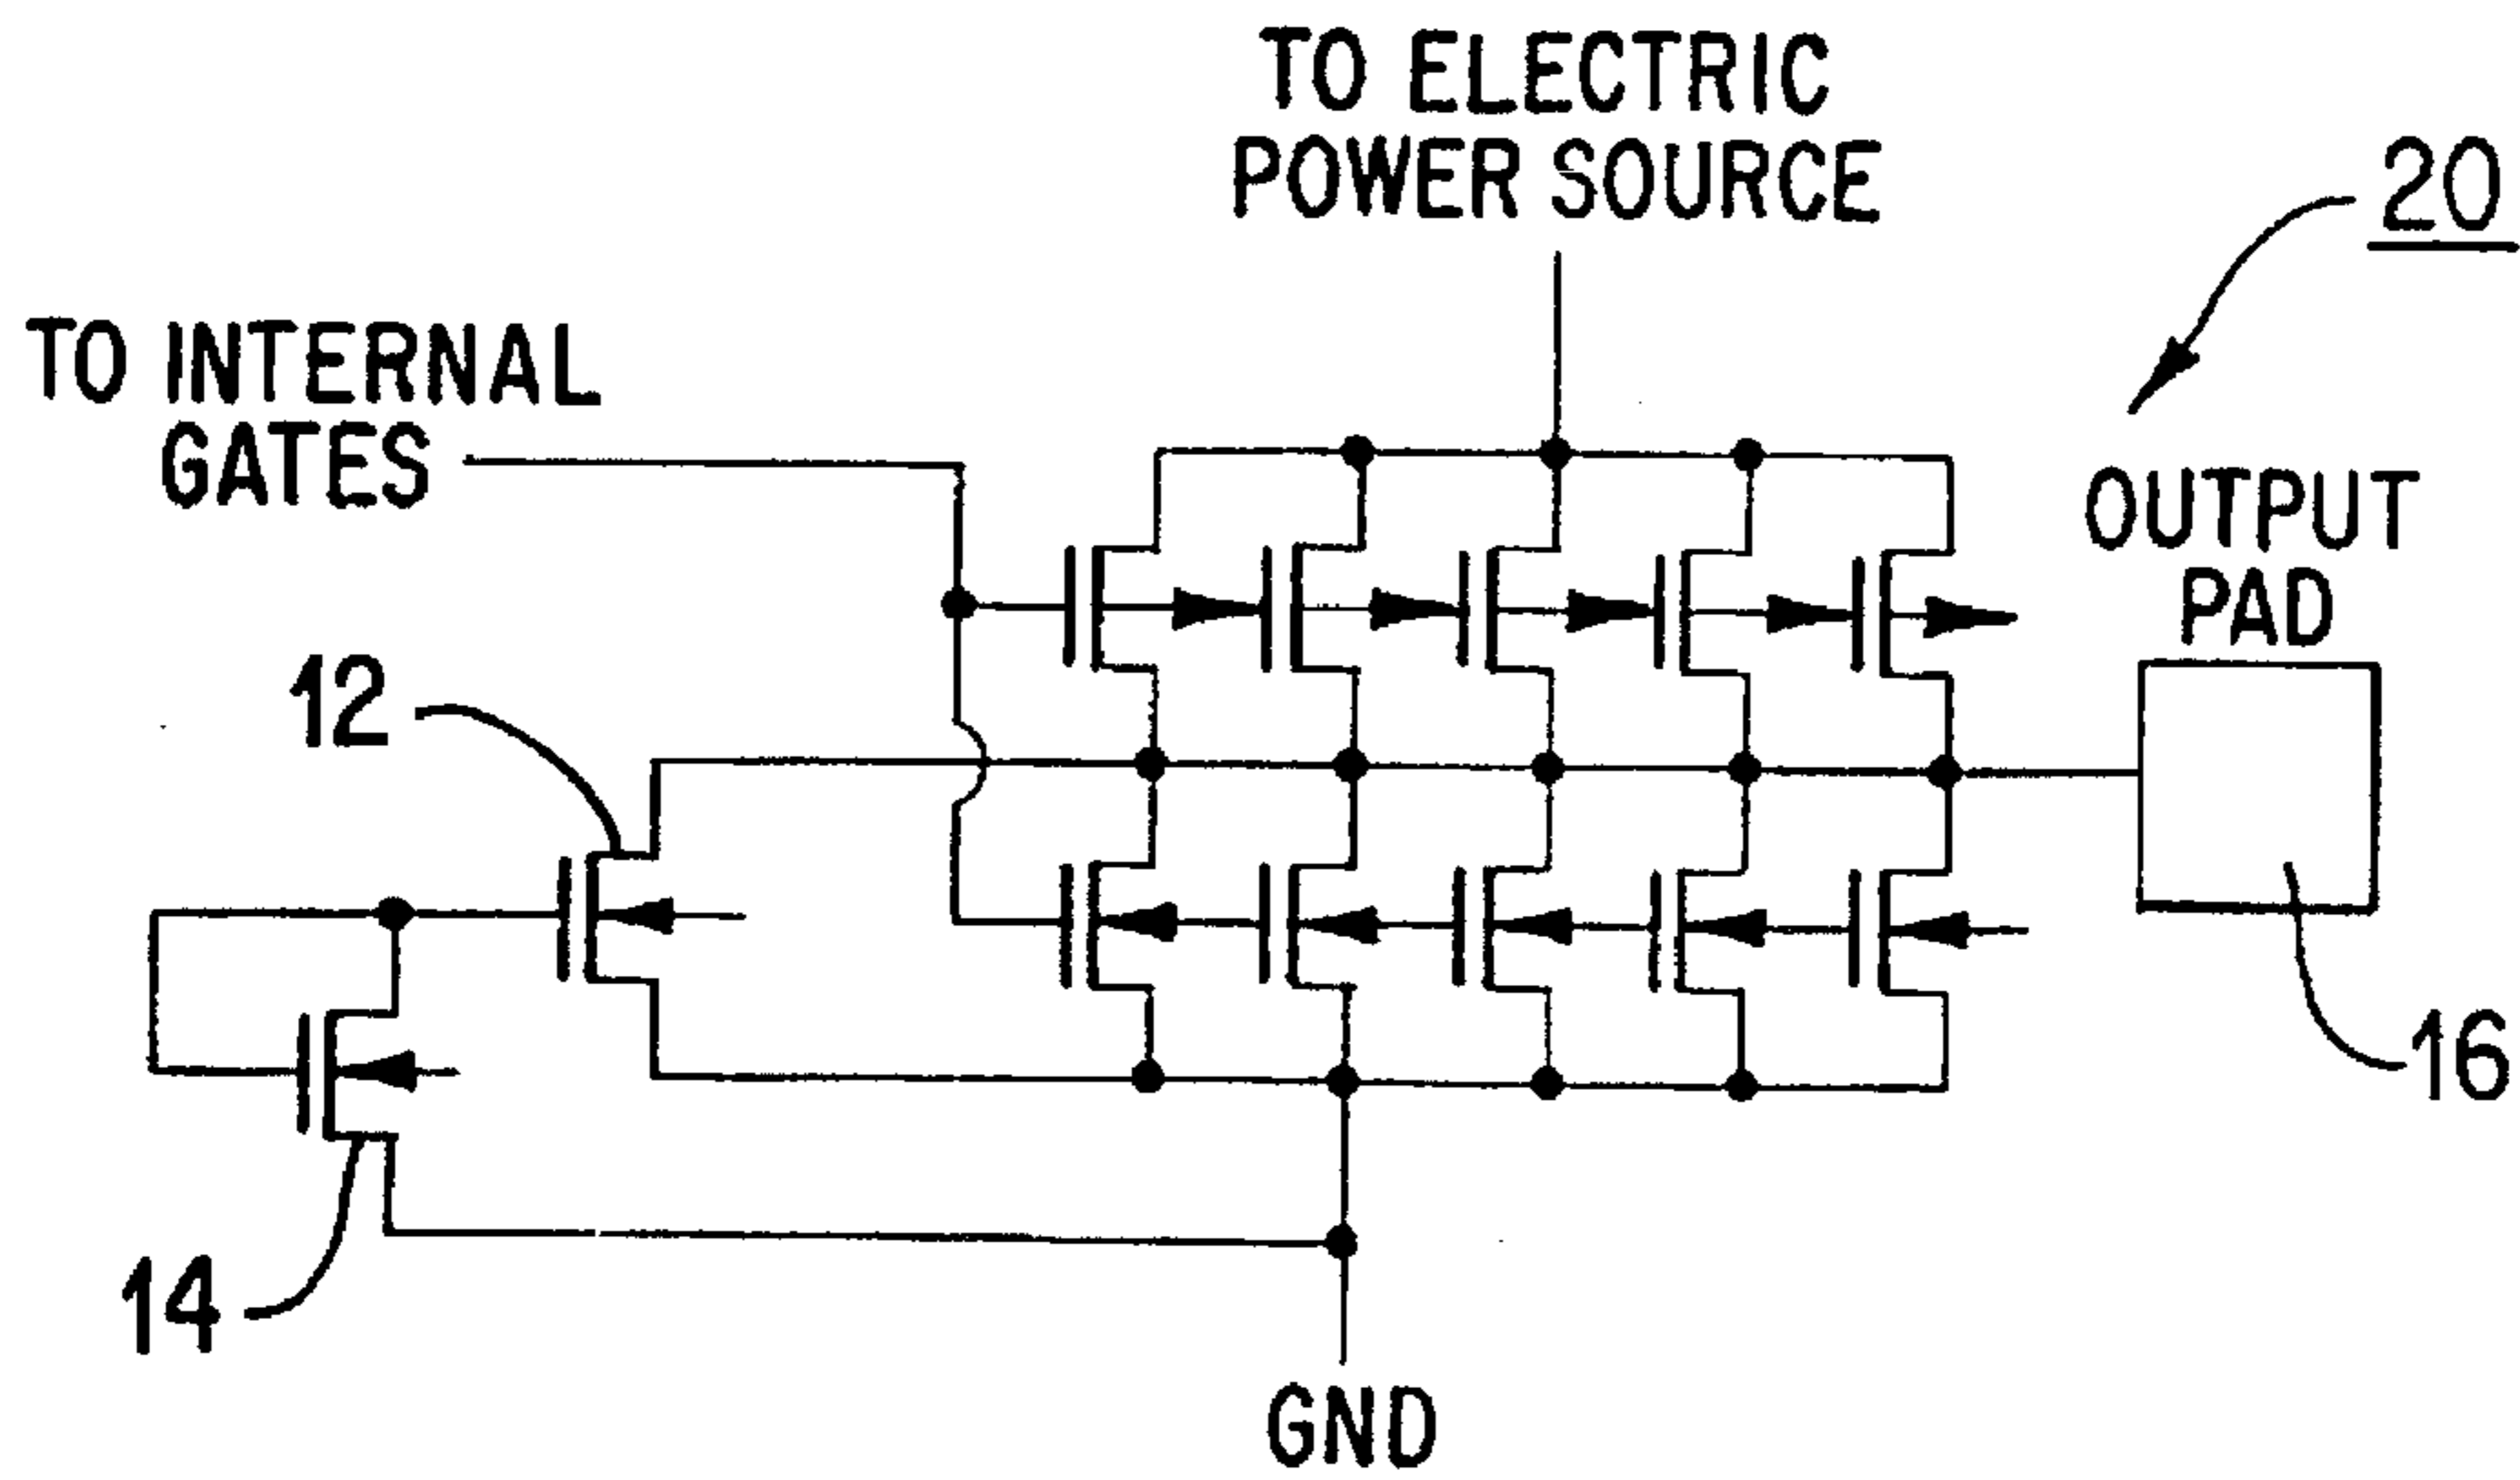 TO ELECTRIC
POWER SOURCE
20
TO INTERNAL
GATES
OUTPUT
PAD
12
16
14
GND